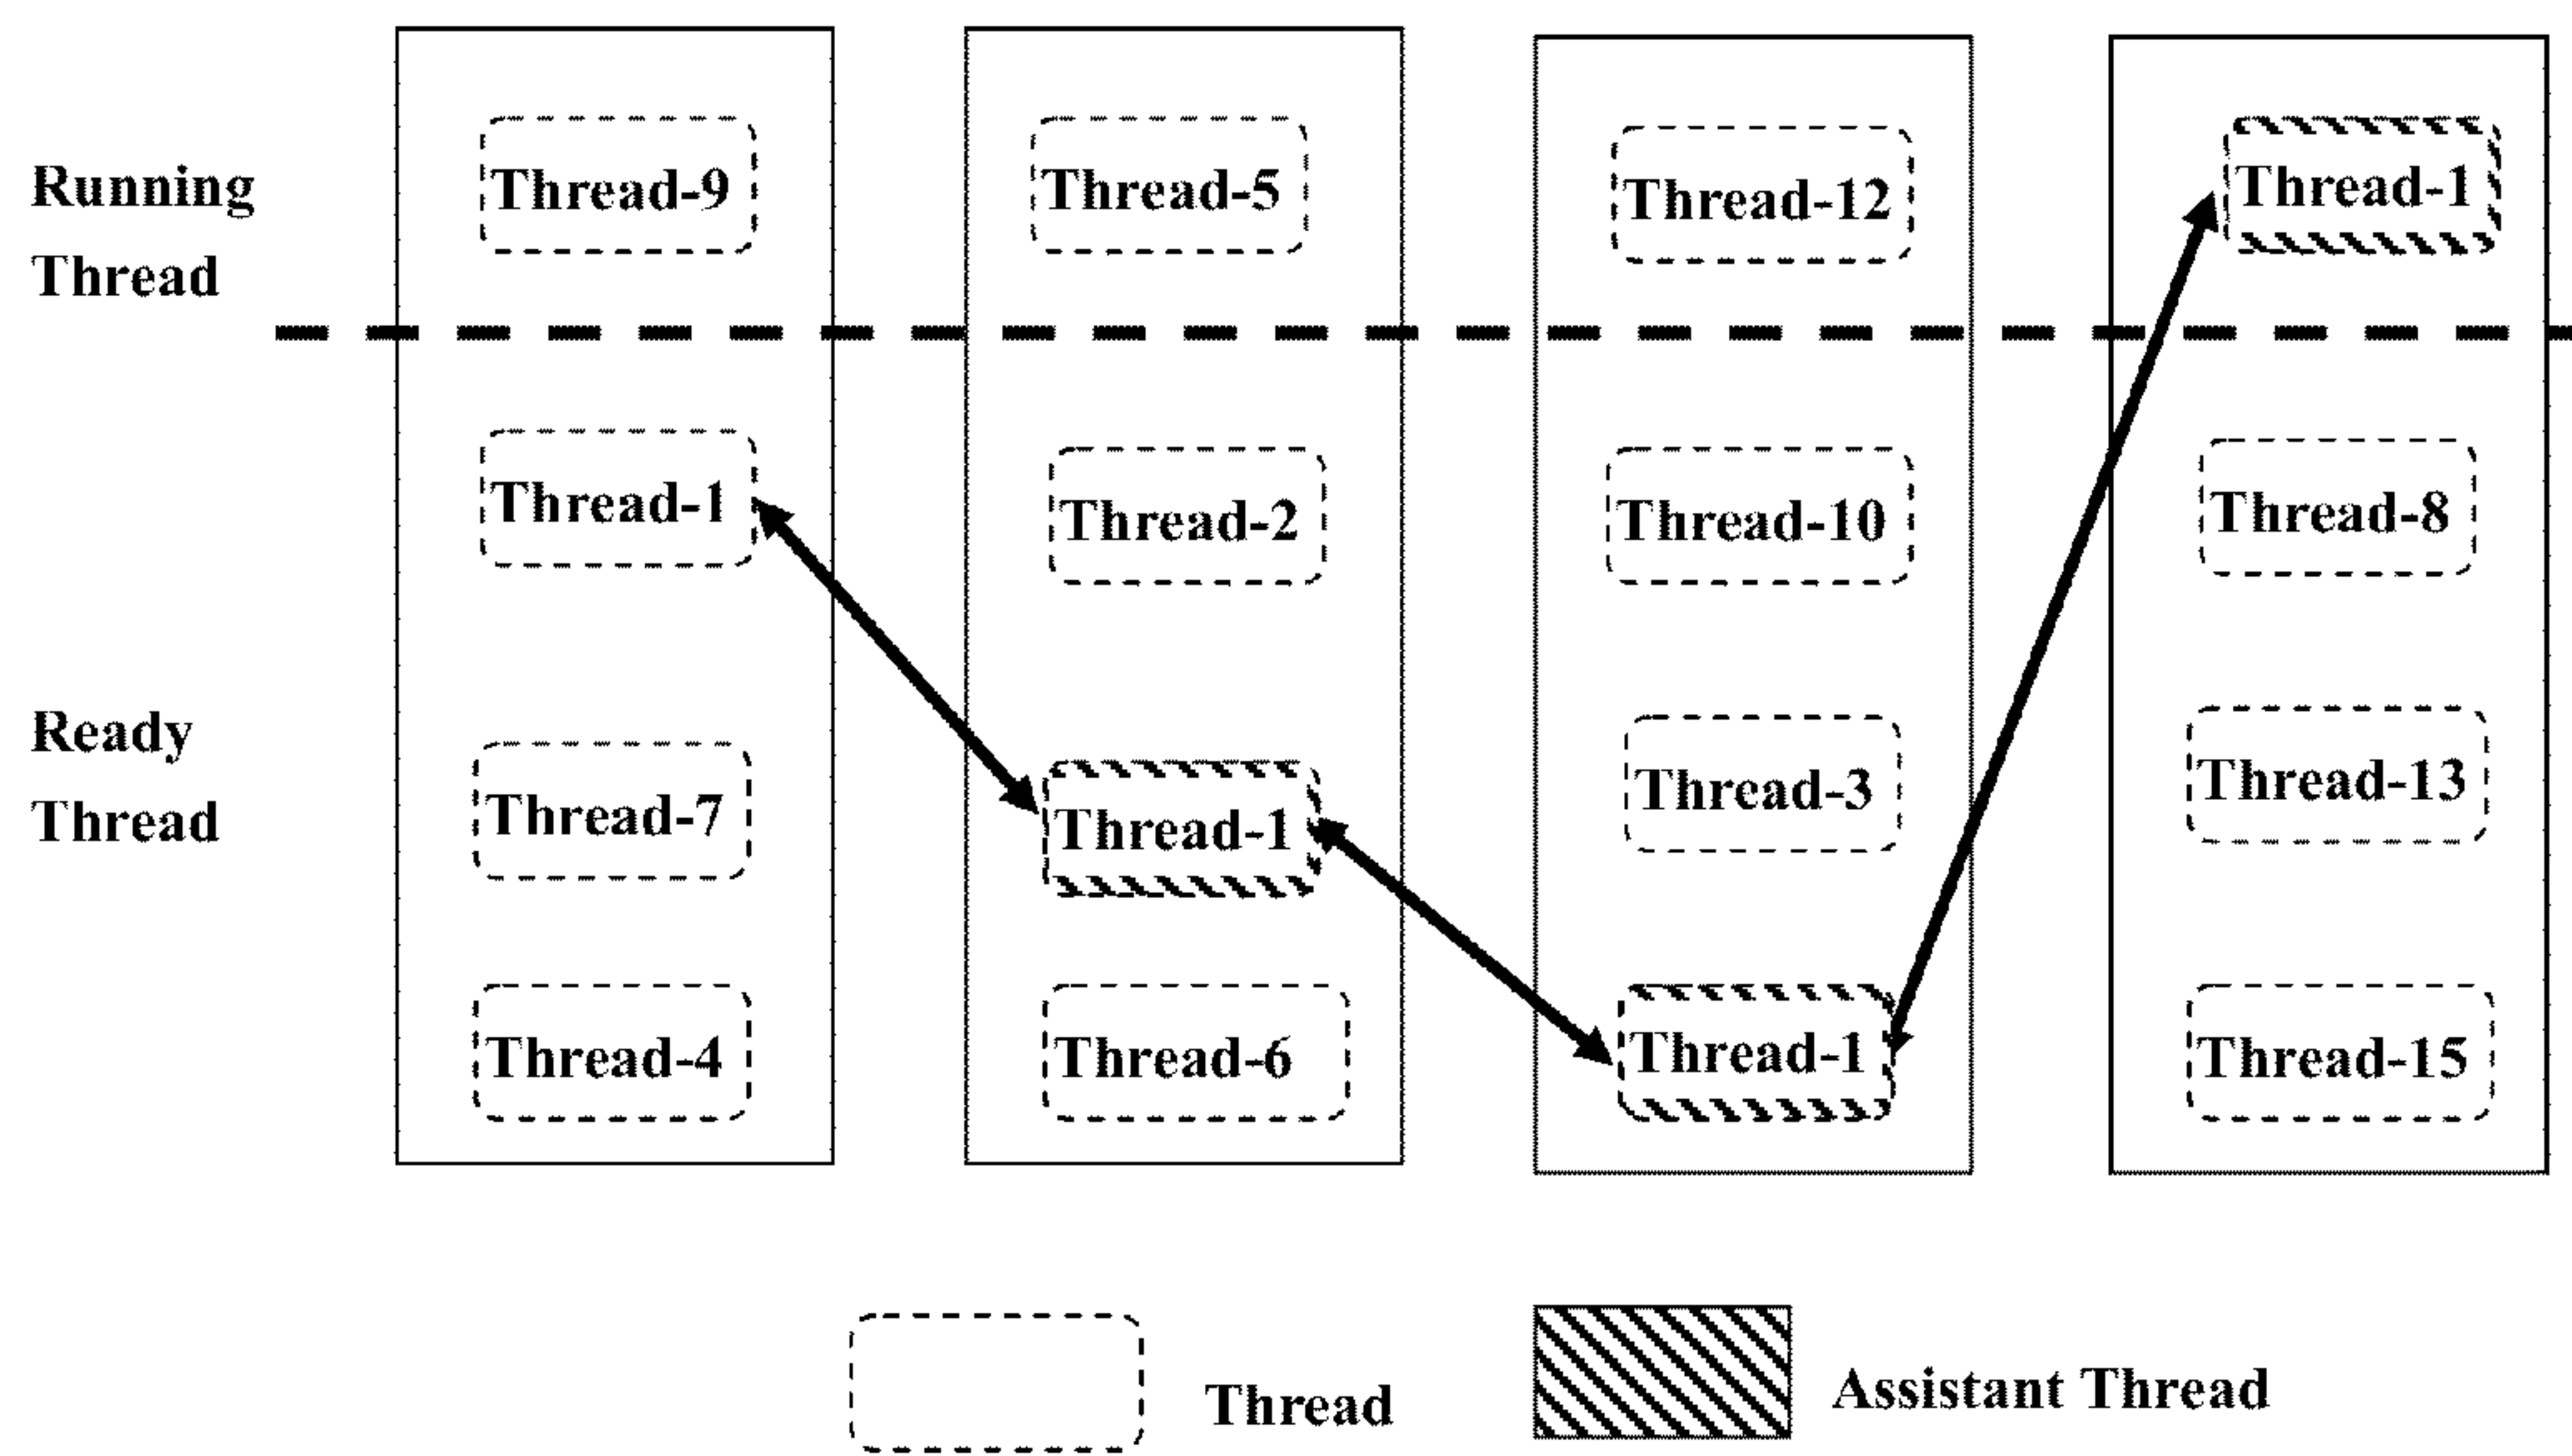 Running
Thread
Thread-9
Thread-5
Thread-12
Thread-1
Thread-1
Thread-2
Thread-10
Thread-8
Ready
Thread
Thread-7
Thread-1
Thread-3
Thread-13
Thread-4
Thread-6
Thread-1
Thread-15
Thread
Assistant Thread